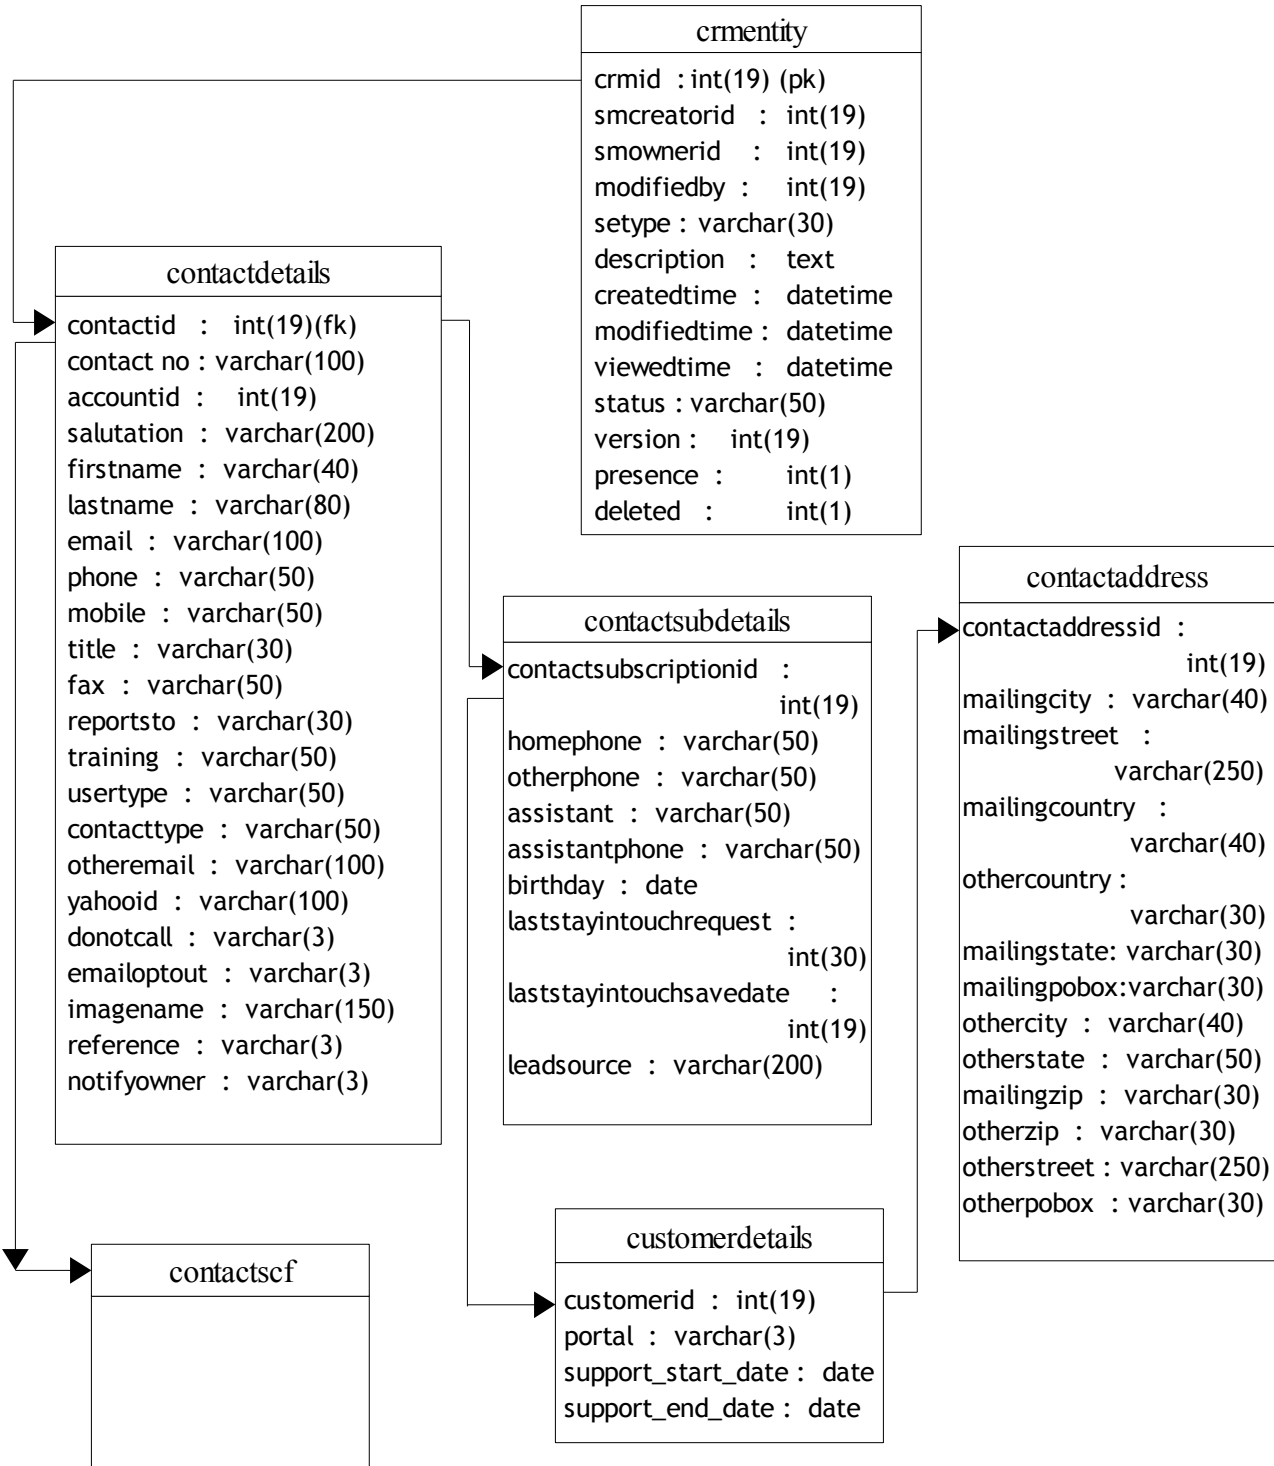 crmentity
crmid : int(19) (pk)
smcreatorid : int(19)
smownerid : int(19)
modifiedby : int(19)
setype : varchar(30)
description : text
createdtime : datetime
modifiedtime : datetime
viewedtime : datetime
status : varchar(50)
version : int(19)
presence : int(1)
deleted : int(1)
contactdetails
contactid : int(19)(fk)
contact no : varchar(100)
accountid : int(19)
salutation : varchar(200)
firstname : varchar(40)
lastname : varchar(80)
email : varchar(100)
phone : varchar(50)
mobile : varchar(50)
title : varchar(30)
fax : varchar(50)
reportsto : varchar(30)
training : varchar(50)
usertype : varchar(50)
contacttype : varchar(50)
otheremail : varchar(100)
yahooid : varchar(100)
donotcall : varchar(3)
emailoptout : varchar(3)
imagename : varchar(150)
reference : varchar(3)
notifyowner : varchar(3)
contactsubdetails
contactsubscriptionid :
int(19)
homephone : varchar(50)
otherphone : varchar(50)
assistant : varchar(50)
assistantphone : varchar(50)
birthday : date
laststayintouchrequest :
int(30)
laststayintouchsavedate :
int(19)
leadsource : varchar(200)
contactaddress
contactaddressid :
int(19)
mailingcity : varchar(40)
mailingstreet :
varchar(250)
mailingcountry :
varchar(40)
othercountry :
varchar(30)
mailingstate: varchar(30)
mailingpobox:varchar(30)
othercity : varchar(40)
otherstate : varchar(50)
mailingzip : varchar(30)
otherzip : varchar(30)
otherstreet : varchar(250)
otherpobox : varchar(30)
contactscf
customerdetails
customerid : int(19)
portal : varchar(3)
support_start_date : date
support_end_date : date